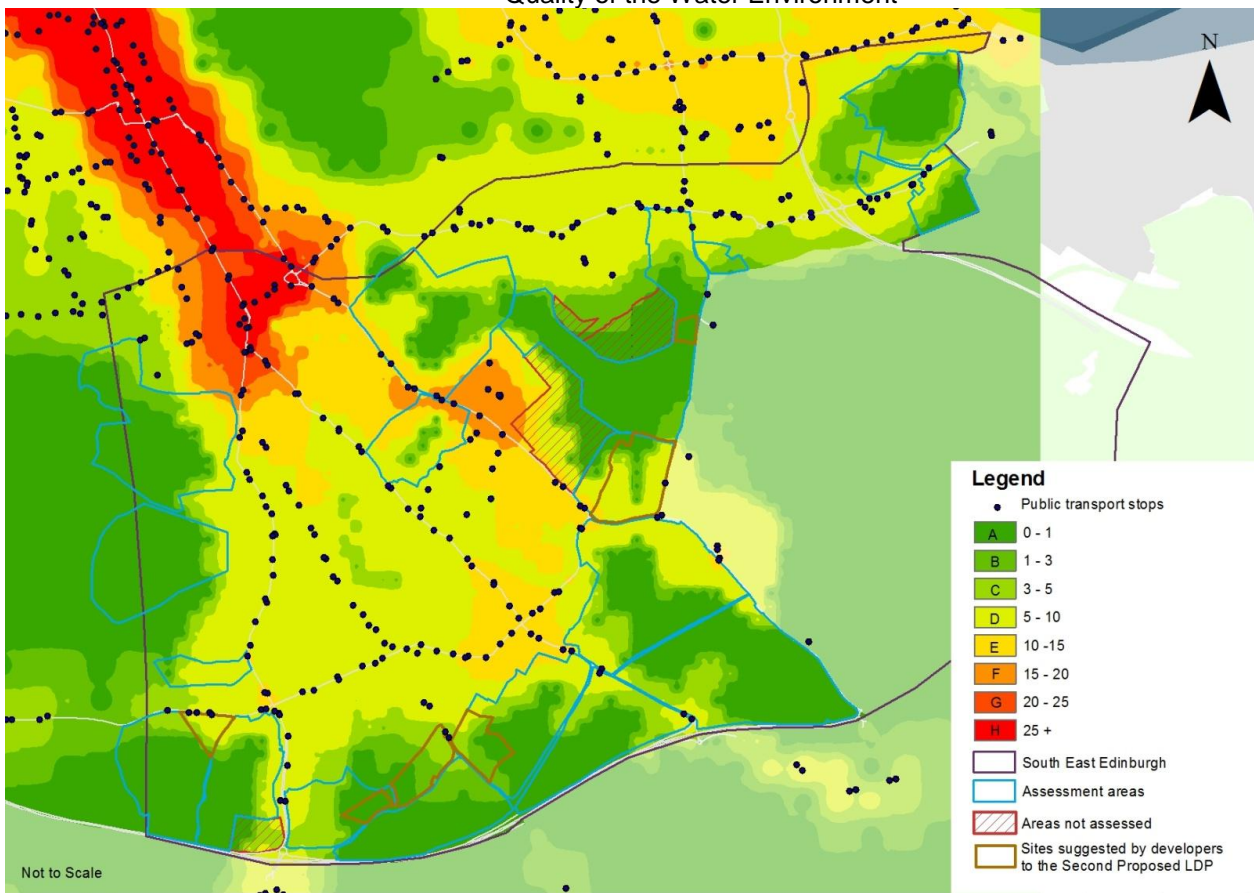 Quality of the Water Environment
N
Legend
Public transport stops
A 0 - 1
B 1 - 3
C 3 - 5
D 5 - 10
E 10 -15
F 15 - 20
G 20 - 25
H 25 +
South East Edinburgh
Assessment areas
Areas not assessed
Sites suggested by developers
to the Second Proposed LDP
Not to Scale